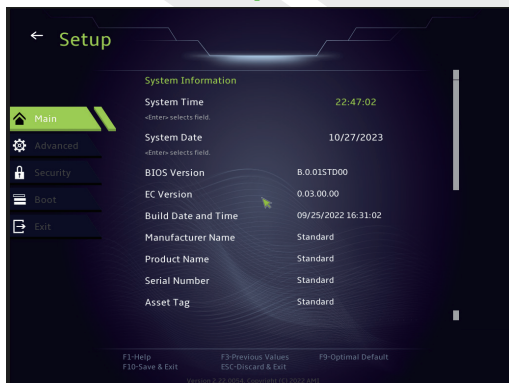 Setup
System Information
System Time 22:47:02
<Enter> selects field.
Main
System Date 10/27/2023
Advanced
<Enter> selects field.
Security
BIOS Version B.0.01STD00
EC Version 0.03.00.00
Boot
Build Date and Time 09/25/2022 16:31:02
Exit
Manufacturer Name Standard
Product Name Standard
Serial Number Standard
Asset Tag Standard
F1-Help F3-Previous Values F9-Optimal Default
F10-Save & Exit ESC-Discard & Exit